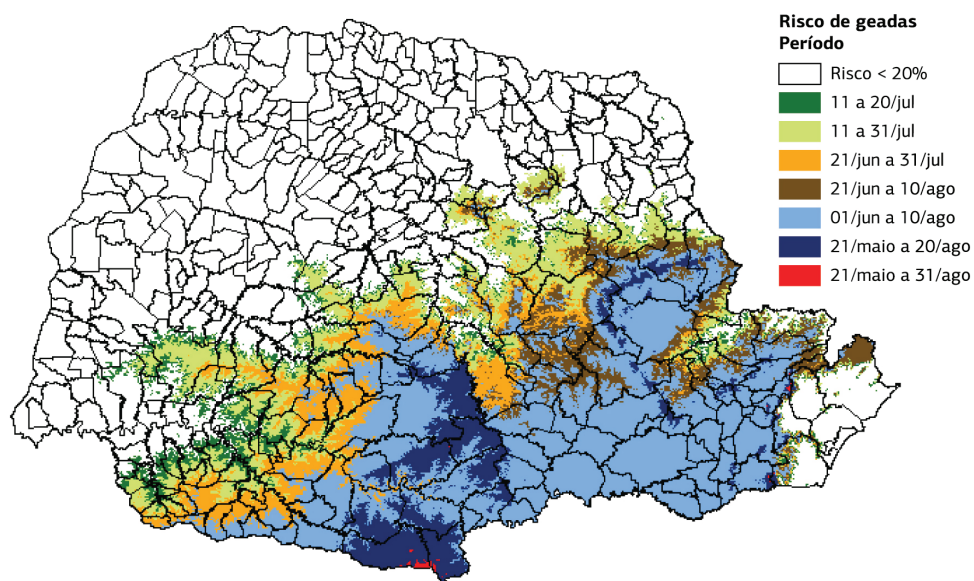 Risco de geadas
Período
Risco < 20%
11 a 20/jul
11 a 31/jul
21/jun a 31/jul
21/jun a 10/ago
01/jun a 10/ago
21/maio a 20/ago
21/maio a 31/ago